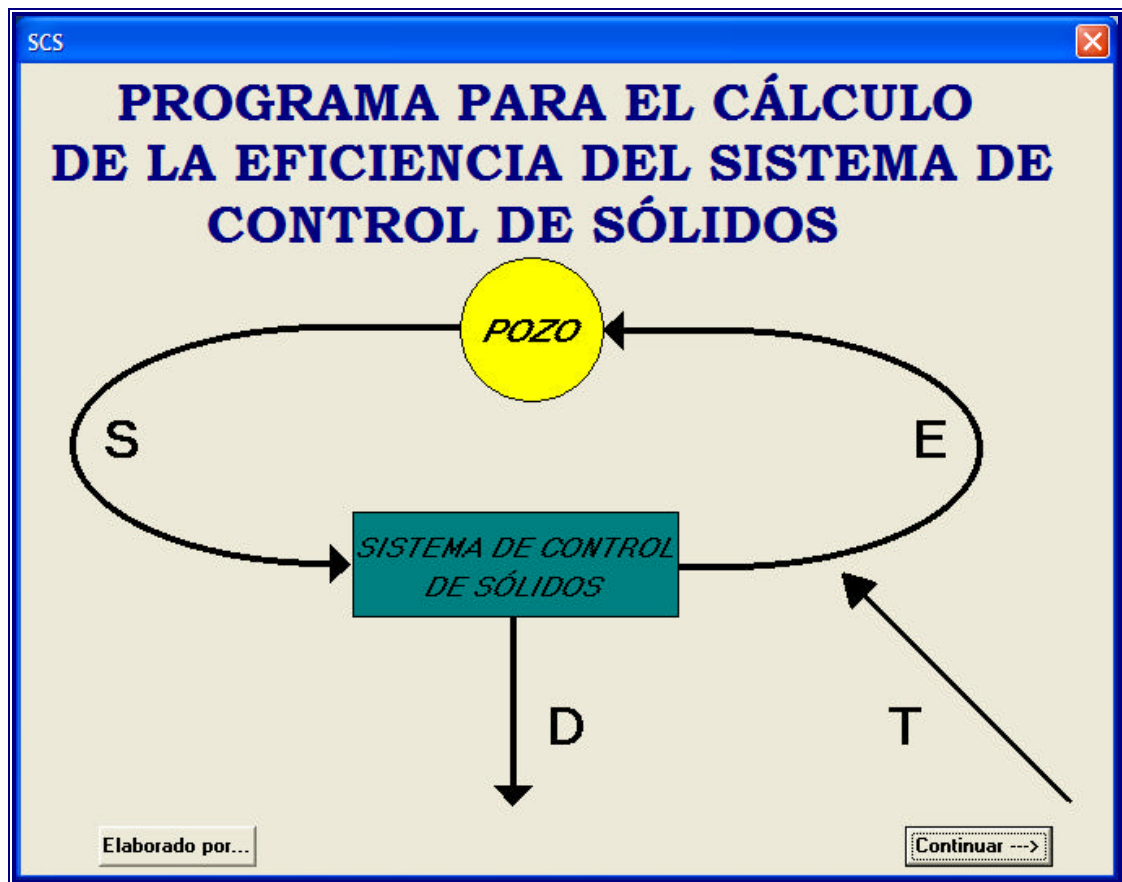 SCS
PROGRAMA PARA EL CÁLCULO
DE LA EFICIENCIA DEL SISTEMA DE
CONTROL DE SÓLIDOS
POZO
S
E
SISTEMA DE CONTROL
DE SÓLIDOS
D
T
Elaborado por...
Continuar --->